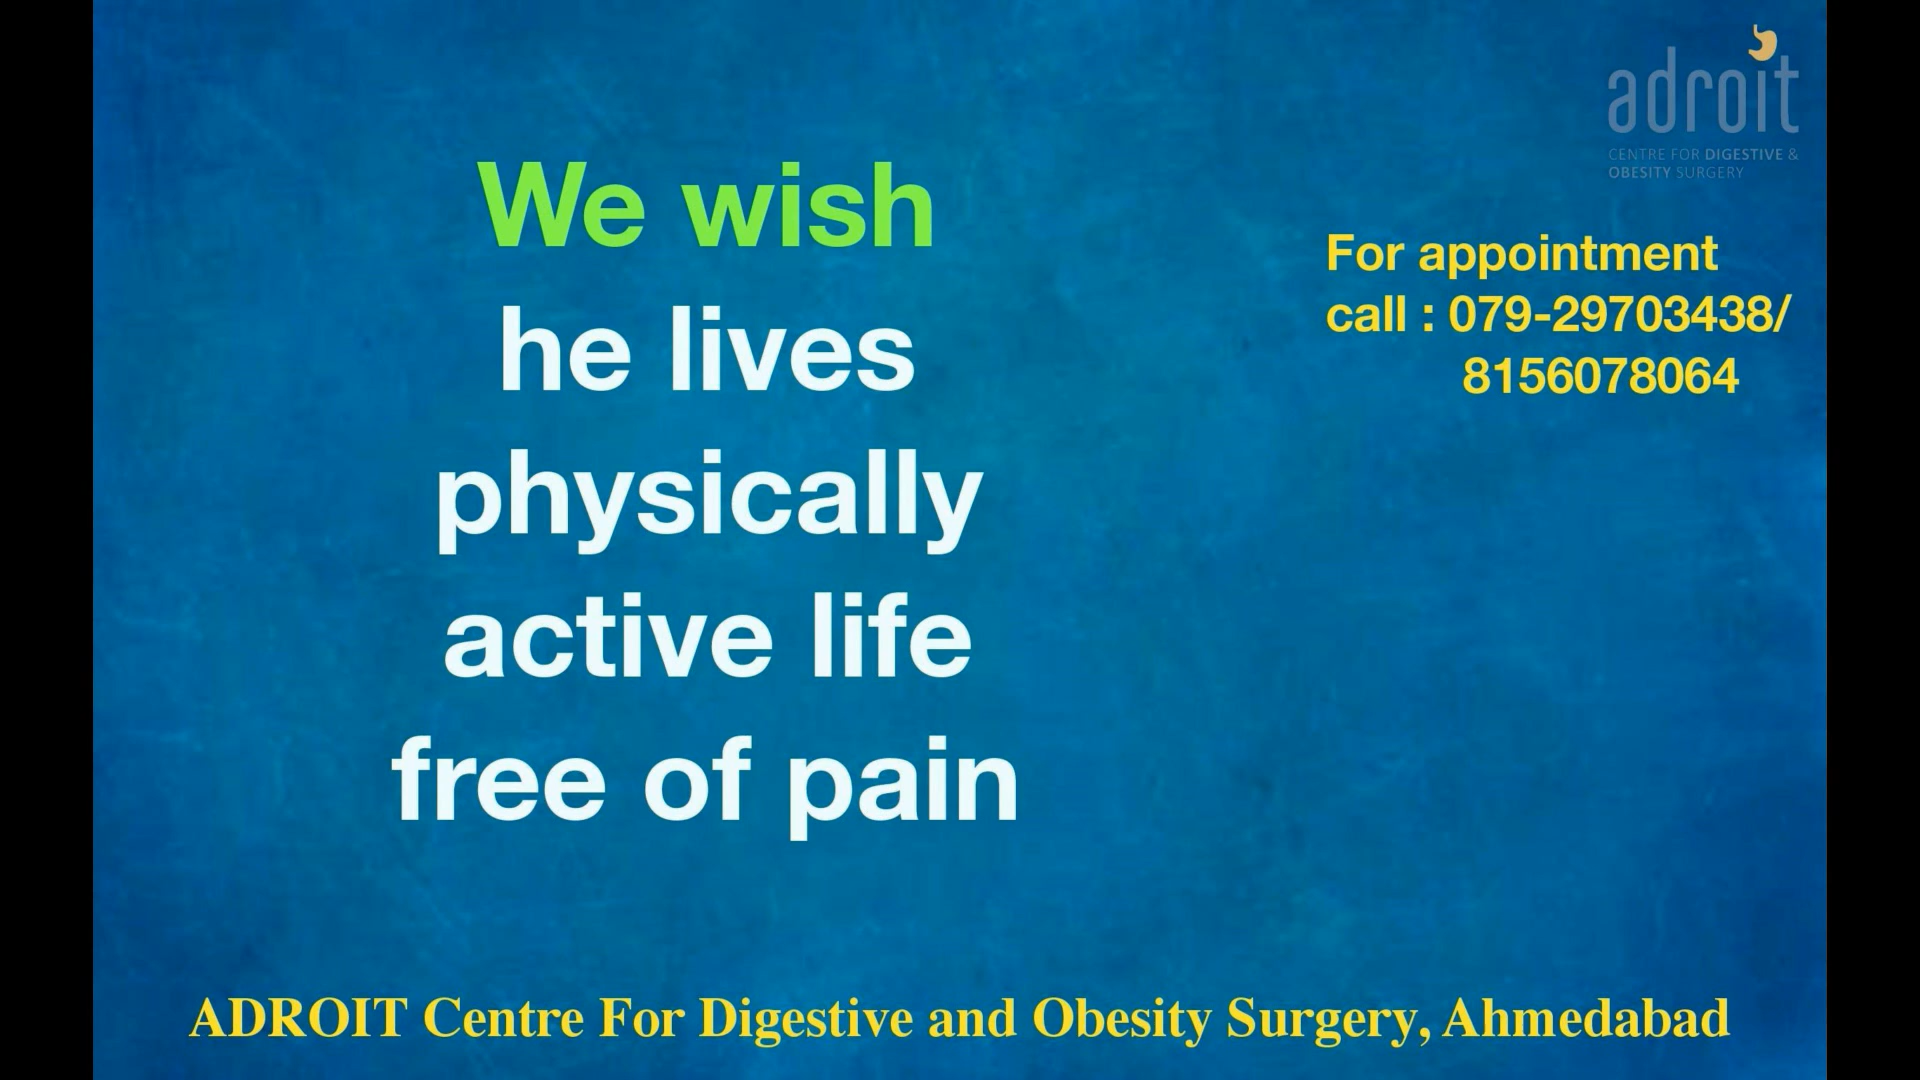 adroit
CENTRE FOR DIGESTIVE &
OBESITY SURGERY
We wish
he lives
physically
active life
free of pain
For appointment
call : 079-29703438/
8156078064
ADROIT Centre For Digestive and Obesity Surgery, Ahmedabad